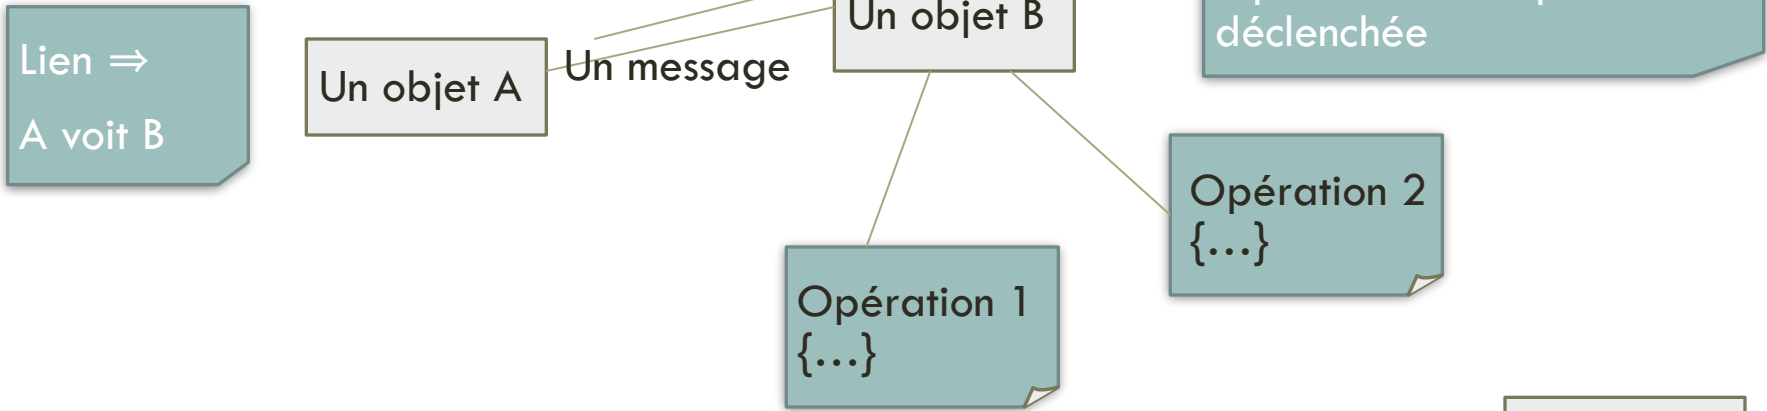 Lien ⇒
A voit B
Un objet A
Un message
Un objet B
déclenchée
Opération 2
{...}
Opération 1
{...}